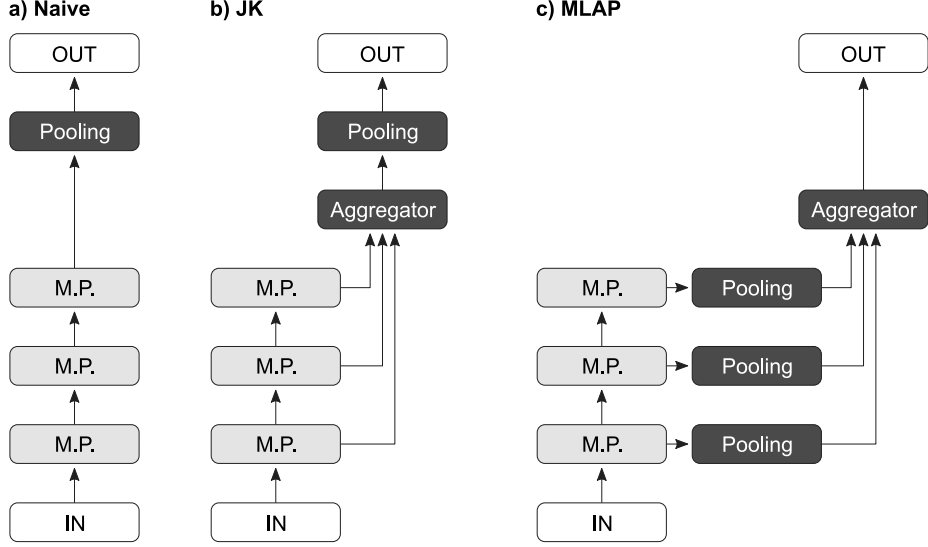 a) Naive
OUT
Pooling
M.P.
M.P.
M.P.
IN
b) JK
OUT
Pooling
Aggregator
M.P.
M.P.
M.P.
IN
c) MLAP
OUT
Aggregator
M.P.
Pooling
M.P.
Pooling
M.P.
Pooling
IN